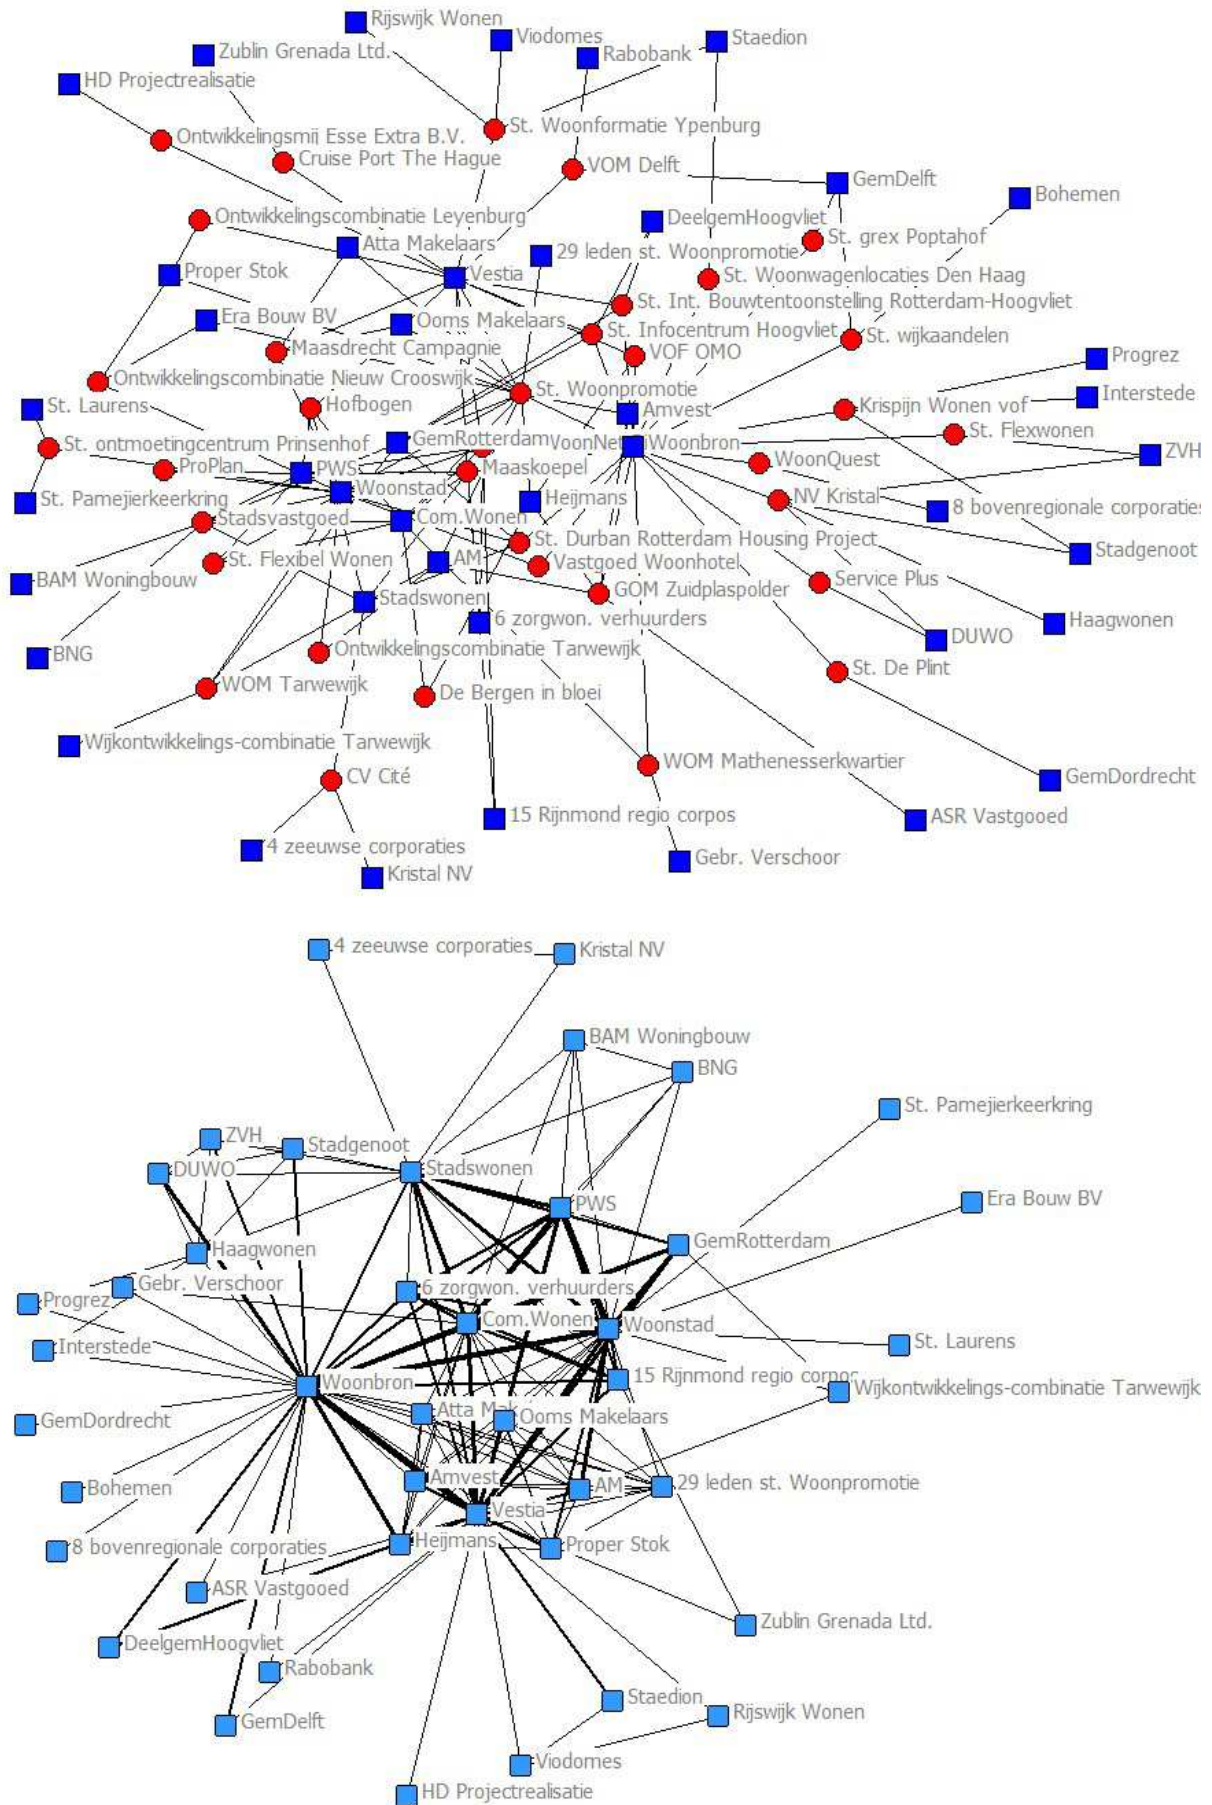 Rijswijk Wonen
Viodomes
Staedion
Zublin Grenada Ltd.
Rabobank
HD Projectrealisatie
St. Woonformatie Ypenburg
Ontwikkelingsmij Esse Extra B.V.
Cruise Port The Hague
VOM Delft
GemDelft
Bohemen
Ontwikkelingscombinatie Leyenburg
DeelgemHoogvliet
Atta Makelaars
29 leden st. Woonpromotie
St. grex Poptahof
Proper Stok
Vestia
St. Woonwagenlocaties Den Haag
Era Bouw BV
Ooms Makelaars
St. Int. Bouwtentoonstelling Rotterdam-Hoogvliet
St. Infocentrum Hoogvliet
St. wijkaandelen
Maasdrecht Campagnie
VOF OMO
Progrez
Ontwikkelingscombinatie Nieuw Crooswijk
St. Woonpromotie
Interstede
St. Laurens
Hofbogen
Amvest
Krispijn Wonen vof
St. Flexwonen
St. ontmoetingcentrum Prinsenhof
GemRotterdam
Woonbron
ZVH
ProPlan
PWS
Maaskoepel
WoonQuest
St. Pamejierkeerkring
Woonstad
Heijmans
NV Kristal
8 bovenregionale corporaties
Stadsvastgoed
Com.Wonen
St. Durban Rotterdam Housing Project
Stadgenoot
St. Flexibel Wonen
AM
Vastgoed Woonhotel
BAM Woningbouw
Stadswonen
GOM Zuidplaspolder
Service Plus
6 zorgwon. verhuurders
Haagwonen
BNG
Ontwikkelingscombinatie Tarwewijk
DUWO
WOM Tarwewijk
De Bergen in bloei
St. De Plint
Wijkontwikkelings-combinatie Tarwewijk
CV Cité
WOM Mathenesserkwartier
GemDordrecht
15 Rijnmond regio corpos
ASR Vastgooed
4 zeeuwse corporaties
Gebr. Verschoor
Kristal NV
4 zeeuwse corporaties
Kristal NV
BAM Woningbouw
BNG
St. Pamejierkeerkring
ZVH
Stadgenoot
DUWO
Stadswonen
Era Bouw BV
PWS
GemRotterdam
Haagwonen
Gebr. Verschoor
6 zorgwon. verhuurders
Progrez
Com.Wonen
Woonstad
Interstede
St. Laurens
Woonbron
15 Rijnmond regio corpos
Wijkontwikkelings-combinatie Tarwewijk
GemDordrecht
Atta
Ooms Makelaars
Bohemen
Amvest
AM
29 leden st. Woonpromotie
Vestia
8 bovenregionale corporaties
Heijmans
Proper Stok
ASR Vastgooed
Zublin Grenada Ltd.
DeelgemHoogvliet
Rabobank
Staedion
Rijswijk Wonen
GemDelft
Viodomes
HD Projectrealisatie